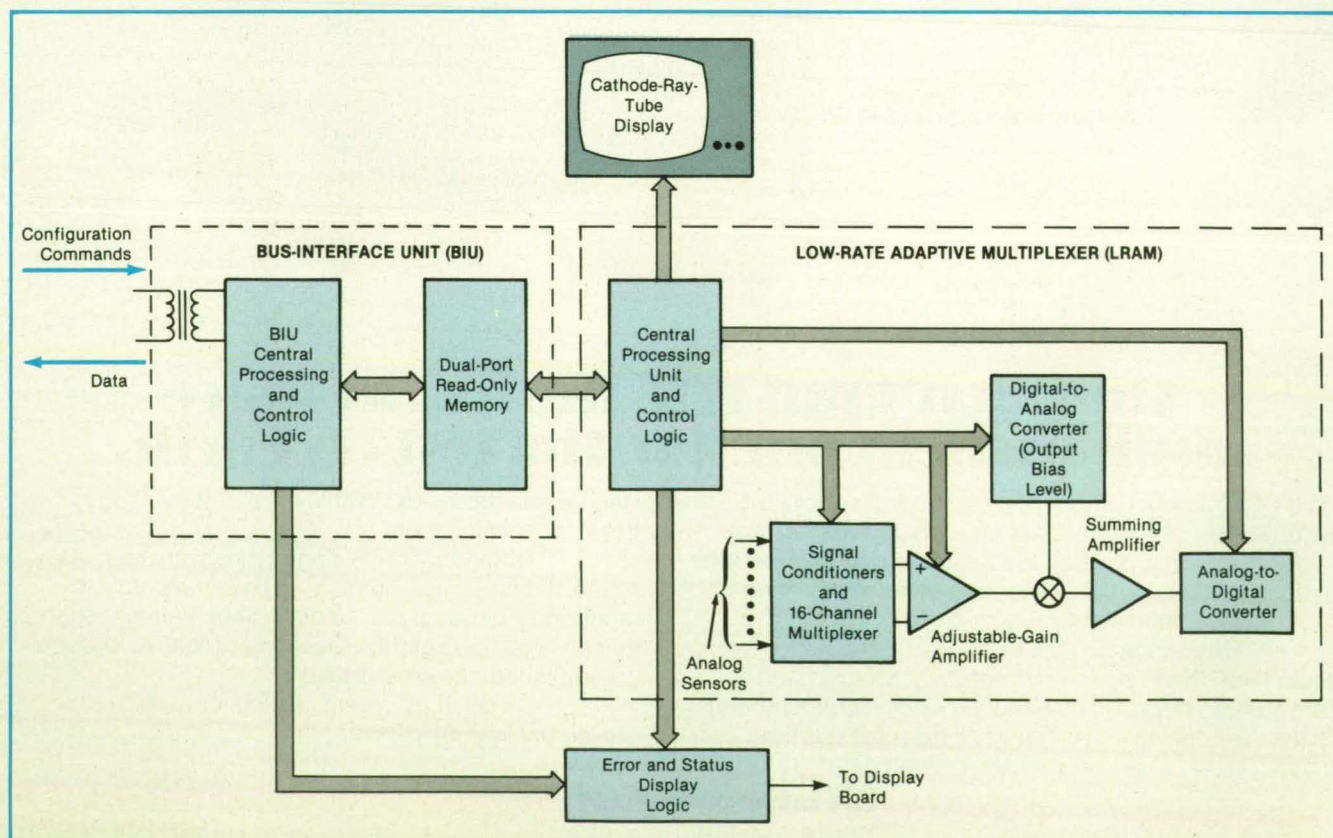 Cathode-Ray-
Tube
Display
Configuration
Commands
Data
BUS-INTERFACE UNIT (BIU)
BIU
Central
Processing
and
Control
Logic
Dual-Port
Read-Only
Memory
LOW-RATE ADAPTIVE MULTIPLEXER (LRAM)
Central
Processing
Unit
and
Control
Logic
Digital-to-
Analog
Converter
(Output
Bias
Level)
Analog
Sensors
Signal
Conditioners
and
16-Channel
Multiplexer
+
−
Adjustable-Gain
Amplifier
Summing
Amplifier
Analog-to-
Digital
Converter
Error and Status
Display
Logic
To Display
Board